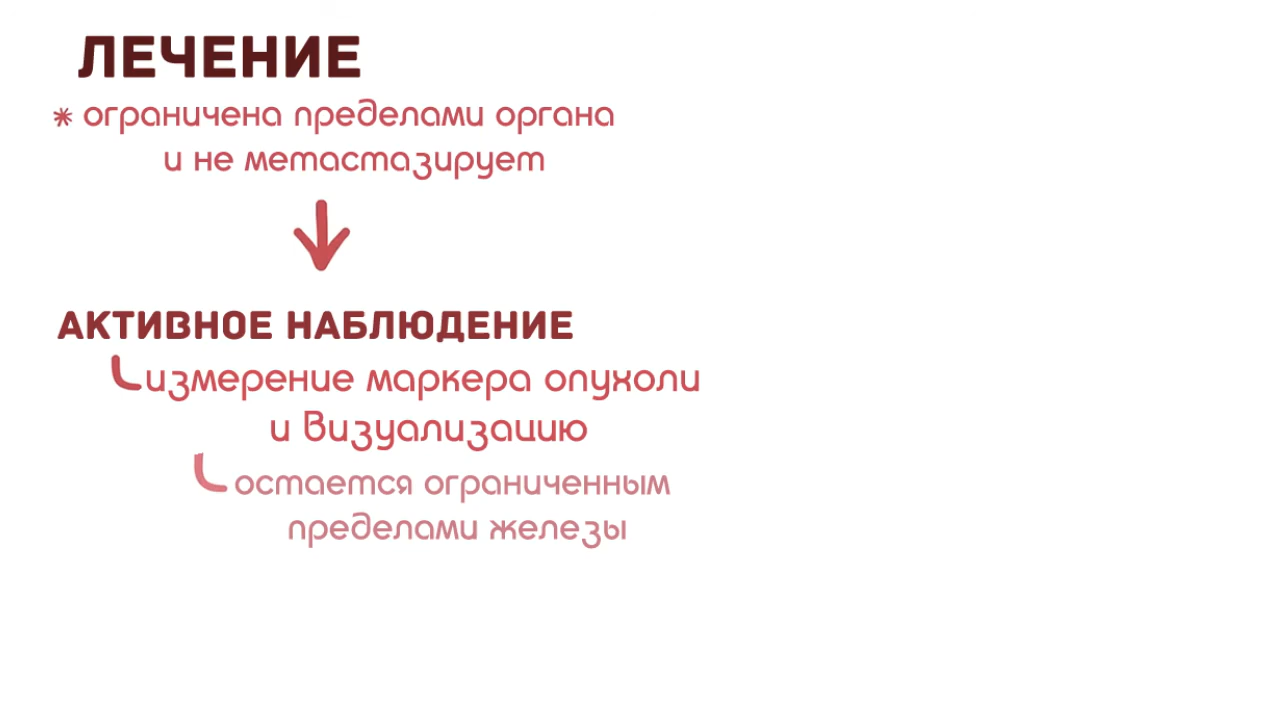 ЛЕЧЕНИЕ
* ограничена пределами органа
и не метастазирует
АКТИВНОЕ НАБЛЮДЕНИЕ
измерение маркера опухоли
и визуализацию
остается ограниченным
пределами железы